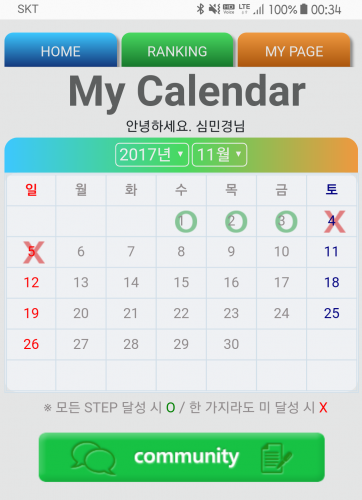 SKT HD Voice LTE 100% 00:34
HOME RANKING MY PAGE
My Calendar
안녕하세요. 심민경님
2017년 ▾ 11월 ▾
일 월 화 수 목 금 토
1 O 2 O 3 O 4 X
5 X 6 7 8 9 10 11
12 13 14 15 16 17 18
19 20 21 22 23 24 25
26 27 28 29 30
※ 모든 STEP 달성 시 O / 한 가지라도 미 달성 시 X
community